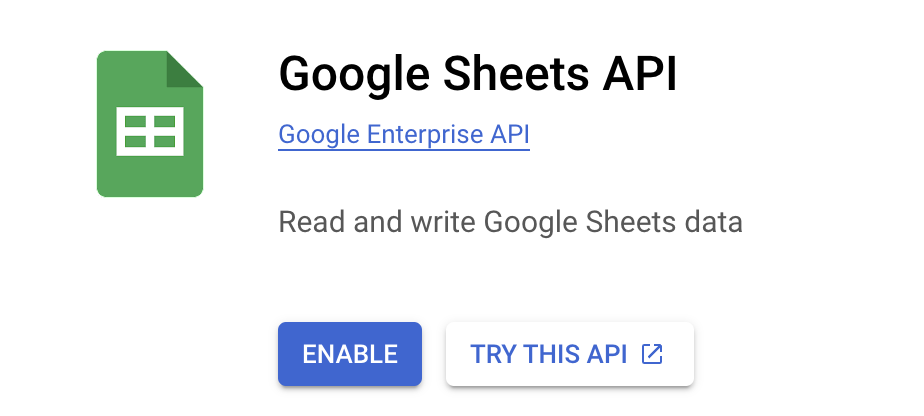 Google Sheets API
Google Enterprise API
Read and write Google Sheets data
ENABLE
TRY THIS API